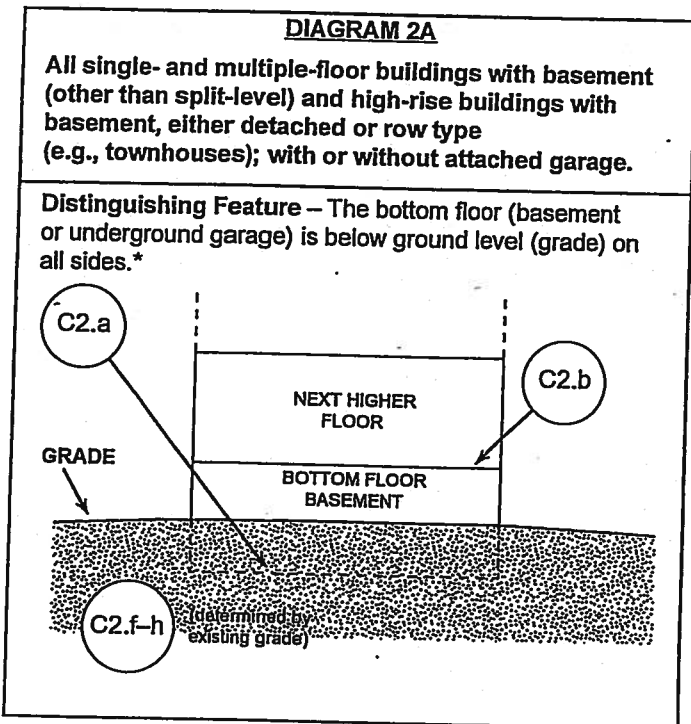 DIAGRAM 2A
All single- and multiple-floor buildings with basement
(other than split-level) and high-rise buildings with
basement, either detached or row type
(e.g., townhouses); with or without attached garage.
Distinguishing Feature – The bottom floor (basement
or underground garage) is below ground level (grade) on
all sides.*
C2.a
C2.b
NEXT HIGHER
FLOOR
GRADE
BOTTOM FLOOR
BASEMENT
C2.f–h
(determined by
existing grade)